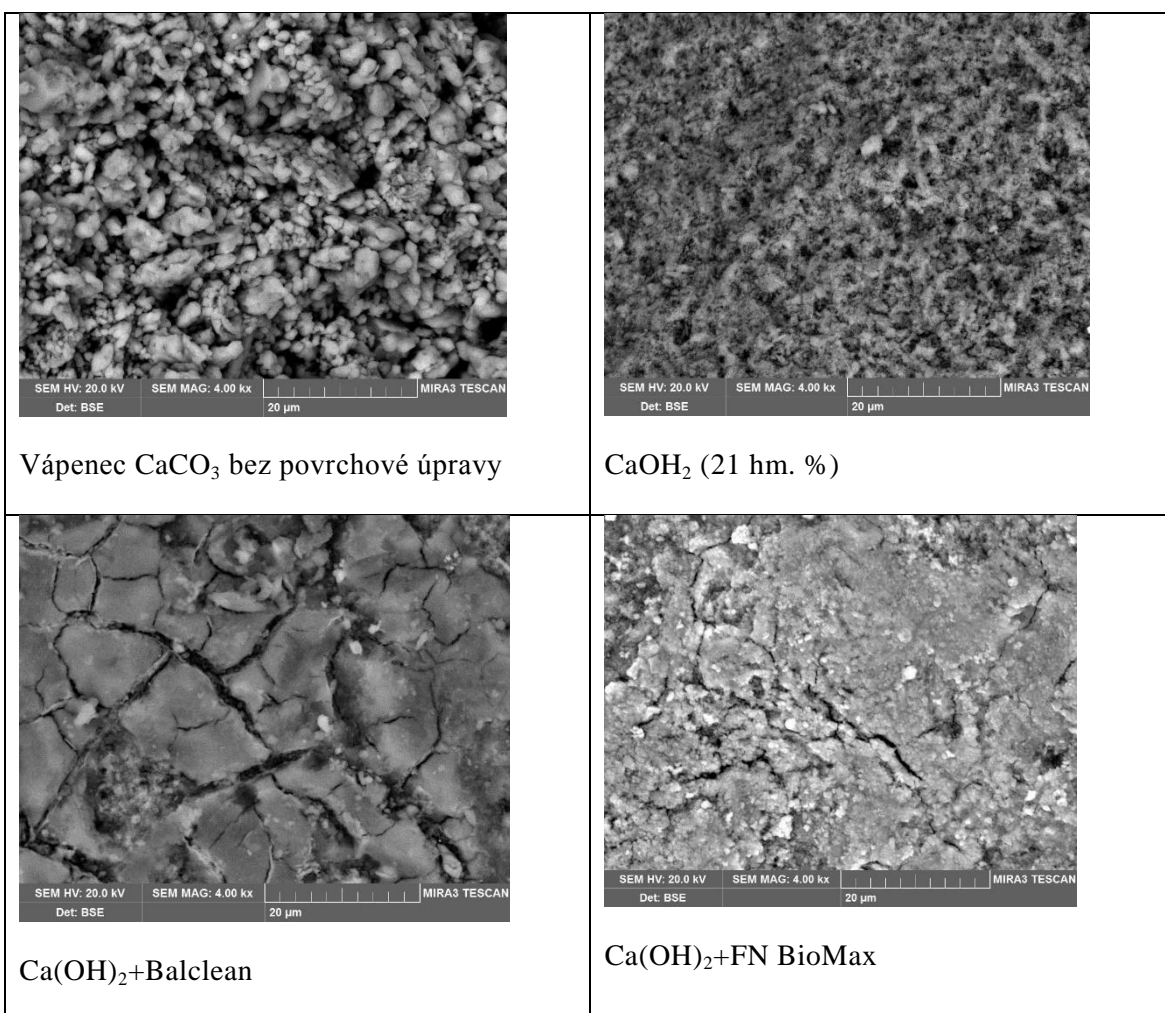 SEM HV: 20.0 kV SEM MAG: 4.00 kx MIRA3 TESCAN
Det: BSE 20 µm
Vápenec CaCO₃ bez povrchové úpravy
SEM HV: 20.0 kV SEM MAG: 4.00 kx MIRA3 TESCAN
Det: BSE 20 µm
CaOH₂ (21 hm. %)
SEM HV: 20.0 kV SEM MAG: 4.00 kx MIRA3 TESCAN
Det: BSE 20 µm
Ca(OH)₂+Balclean
SEM HV: 20.0 kV SEM MAG: 4.00 kx MIRA3 TESCAN
Det: BSE 20 µm
Ca(OH)₂+FN BioMax